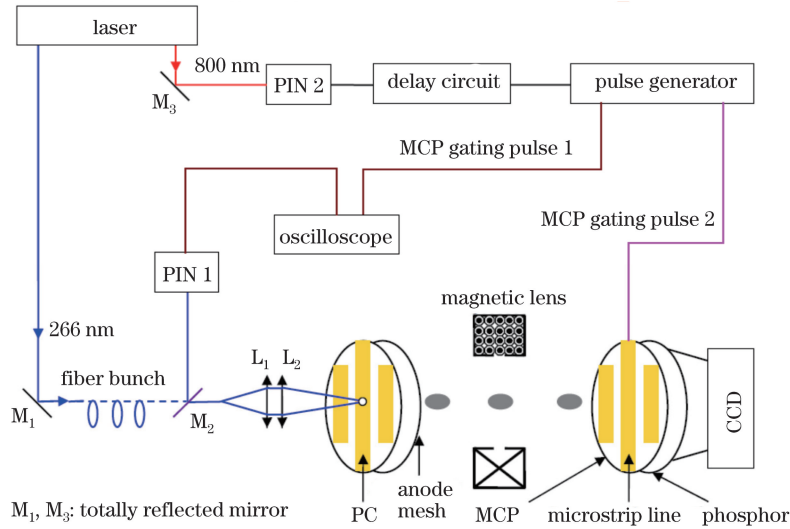 laser
800 nm
M3
PIN 2
delay circuit
pulse generator
MCP gating pulse 1
MCP gating pulse 2
oscilloscope
PIN 1
magnetic lens
266 nm
L1 L2
fiber bunch
M1
M2
CCD
anode
mesh
M1, M3: totally reflected mirror
PC
MCP
microstrip line
phosphor